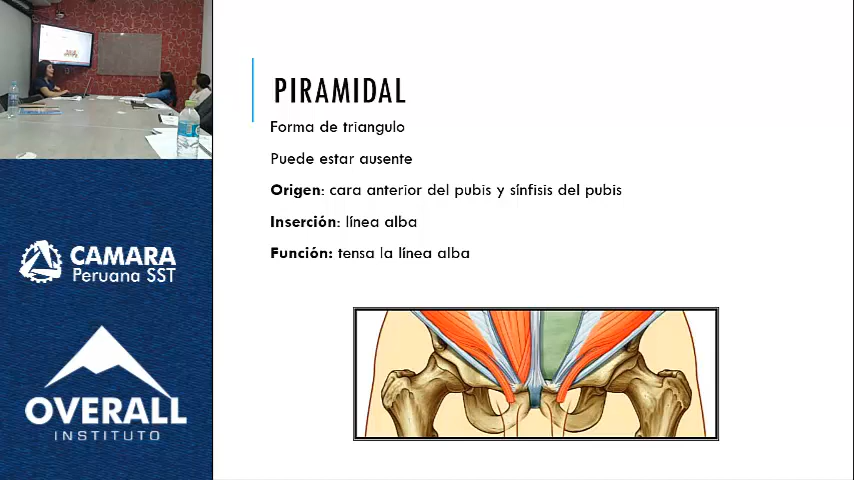 PIRAMIDAL
Forma de triangulo
Puede estar ausente
Origen: cara anterior del pubis y sínfisis del pubis
Inserción: línea alba
Función: tensa la línea alba
CAMARA
Peruana SST
OVERALL
INSTITUTO